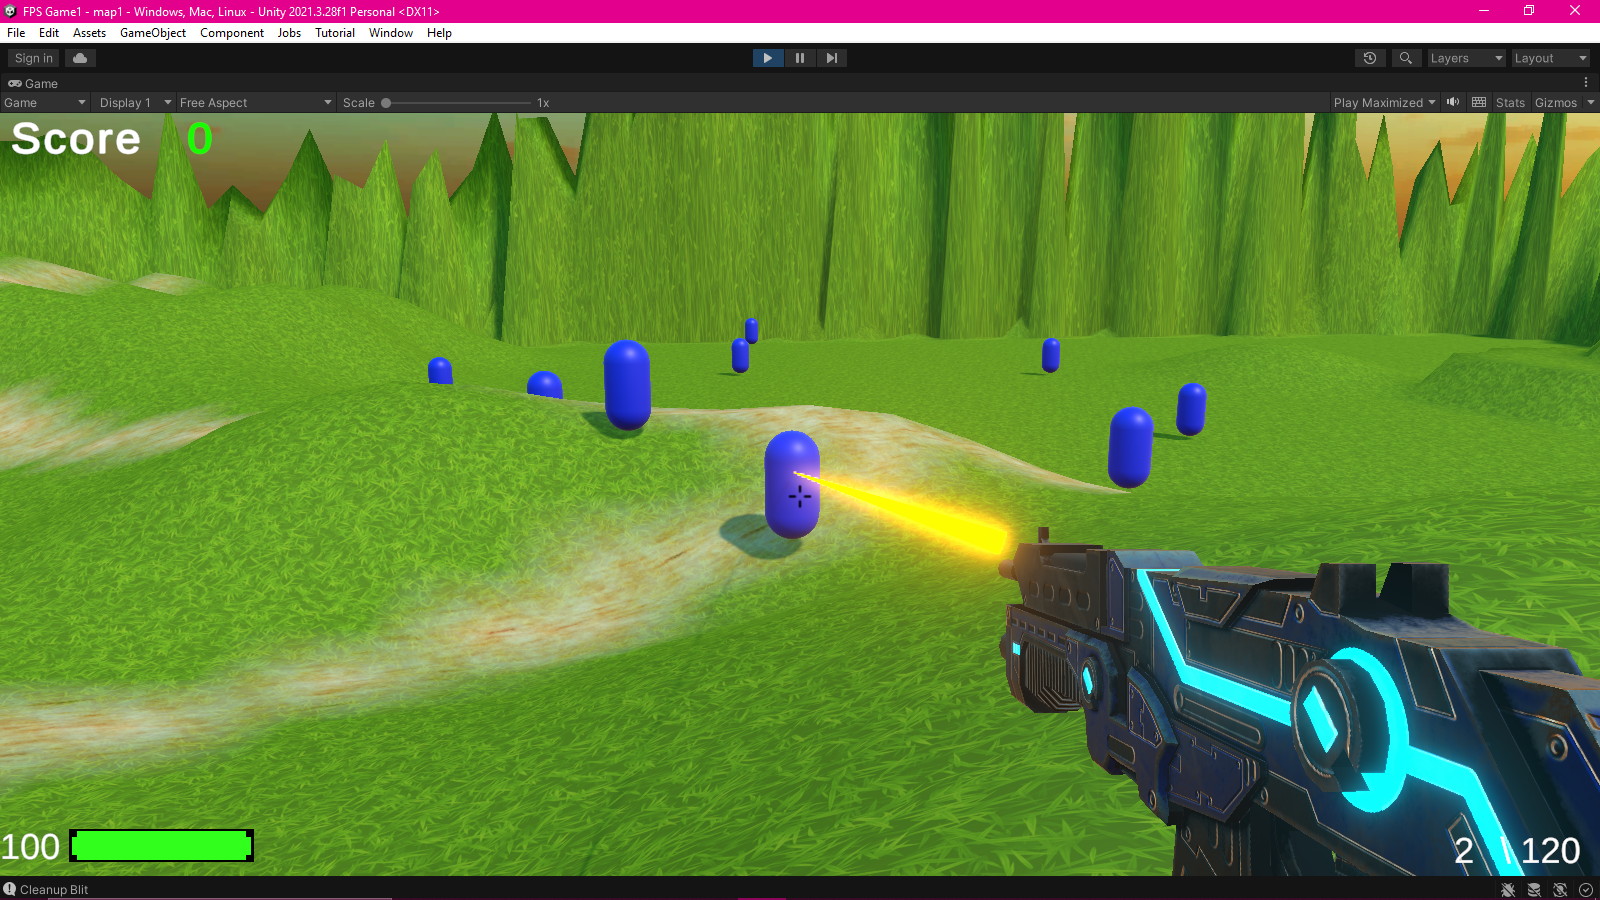 FPS Game1 - map1 - Windows, Mac, Linux - Unity 2021.3.28f1 Personal <DX11>
File Edit Assets GameObject Component Jobs Tutorial Window Help
Sign in Layers Layout
Game
Game Display 1 Free Aspect Scale 1x Play Maximized Stats Gizmos
Score 0
100 2 \ 120
Cleanup Blit